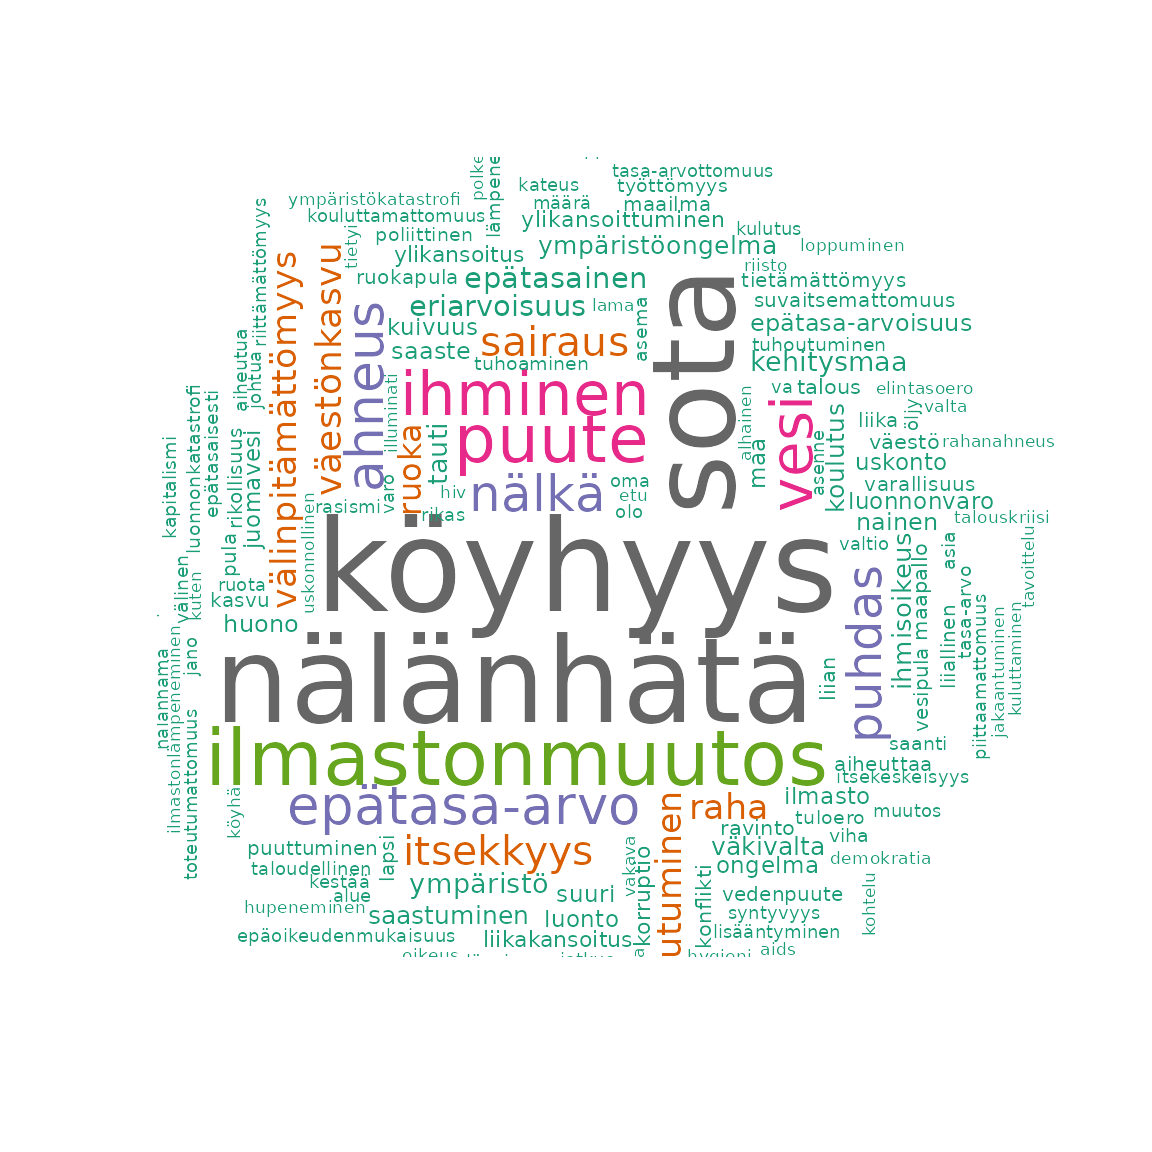 tasa-arvottomuus
kateus
työttömyys
ympäristökatastrofi
määrä
maailma
kouluttamattomuus
ylikansoittuminen
kulutus
poliittinen
ympäristöongelma
loppuminen
tietyi
ylikansoitus
riisto
ruokapula
epätasainen
tietämättömyys
riittämättömyys
eriarvoisuus
lama
suvaitsemattomuus
kuivuus
sairaus
asema
epätasa-arvoisuus
saaste
tuhoaminen
tuhoutuminen
kehitysmaa
sota
välinpitämättömyys
väestönkasvu
ahneus
aiheutua
johtua
illuminati
ihminen
va
talous
elintasoero
valta
öljy
alhainen
vesi
liika
puute
tauti
ruoka
maa
asenne
koulutus
väestö
rahanahneus
uskonto
luonnonkatastrofi
epätasaisesti
kapitalismi
rikollisuus
juomavesi
varo
hiv
nälkä
oma
etu
olo
varallisuus
luonnonvaro
rasismi
rikas
nainen
talouskriisi
uskonnollinen
köyhyys
valtio
pula
ruota
kasvu
huono
välinen
kuten
asia
tavoittelu
ihmisoikeus
maapallo
puhdas
tasa-arvo
piittaamattomuus
liiallinen
vesipula
jakaantuminen
kuluttaminen
jano
nälänhätä
liian
ilmastonlämpeneminen
toteutumattomuus
saanti
ilmastonmuutos
aiheuttaa
itsekeskeisyys
köyhä
epätasa-arvo
raha
ilmasto
muutos
tuloero
ravinto
viha
puuttuminen
lapsi
itsekkyys
väkivalta
ongelma
demokratia
taloudellinen
kestää
alue
ympäristö
suuri
vakava
korruptio
konflikti
vedenpuute
kohtelu
hupeneminen
saastuminen
luonto
syntyvyys
epäoikeudenmukaisuus
liikakansoitus
lisääntyminen
aids
oikeus
hygieni